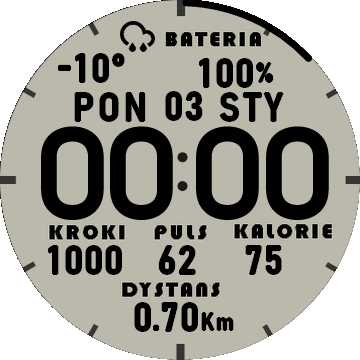 BATERIA
-10° 100%
PON 03 STY
00:00
KROKI PULS KALORIE
1000 62 75
DYSTANS
0.70Km